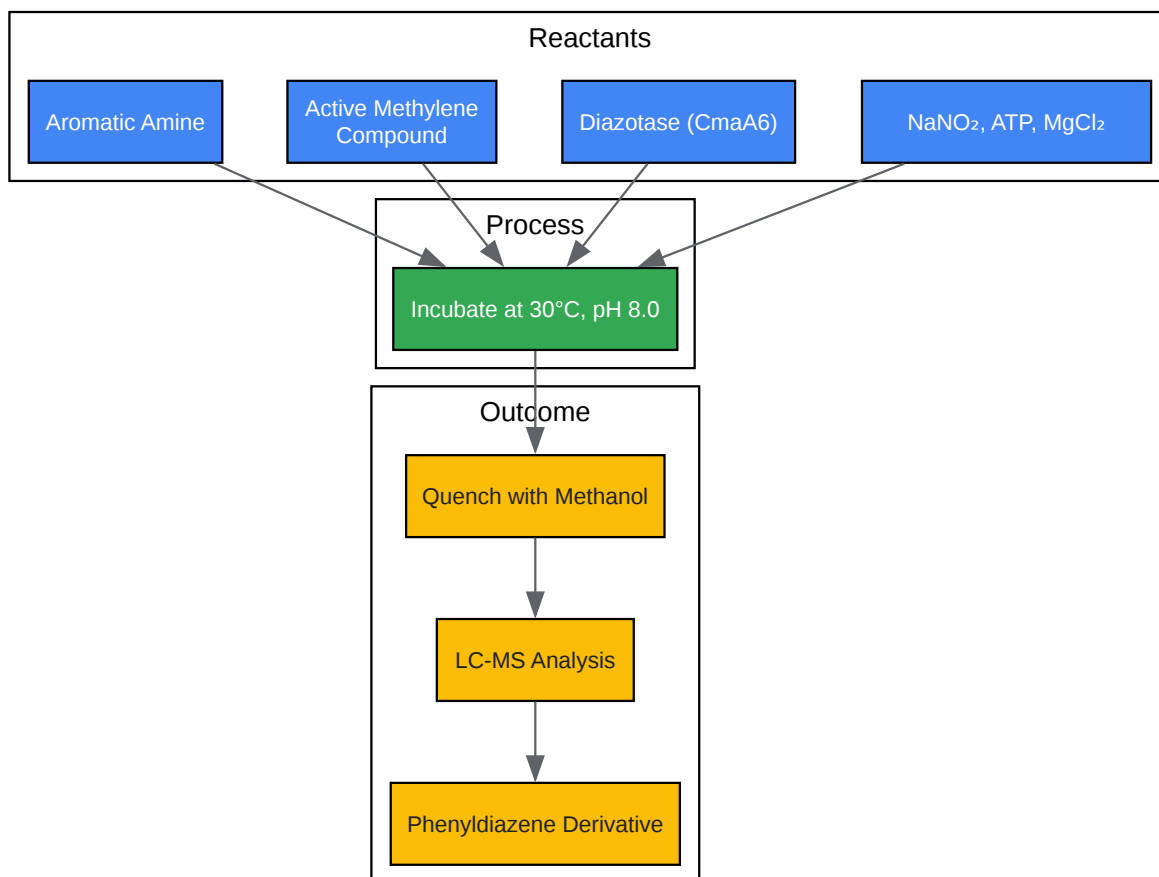 Reactants
Aromatic Amine
Active Methylene
Compound
Diazotase (CmaA6)
NaNO₂, ATP, MgCl₂
Process
Incubate at 30°C, pH 8.0
Outcome
Quench with Methanol
LC-MS Analysis
Phenyldiazene Derivative